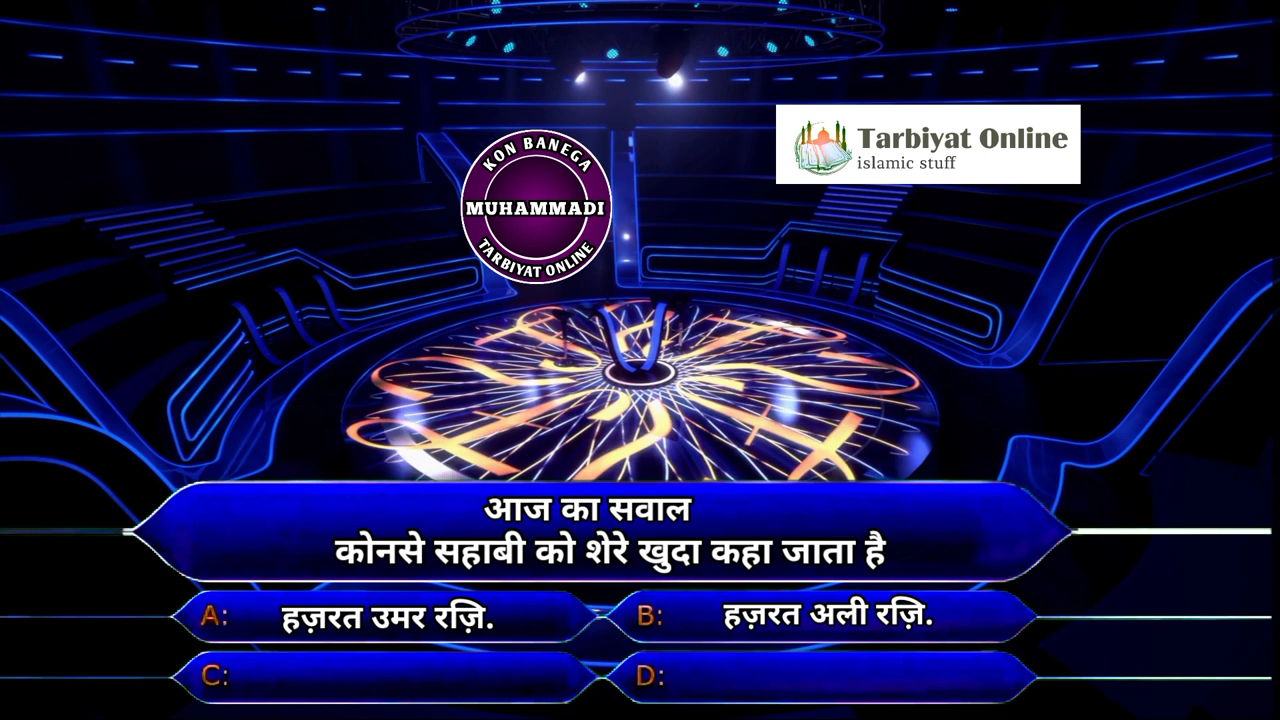 KON BANEGA
MUHAMMADI
TARBIYAT ONLINE
Tarbiyat Online
islamic stuff
आज का सवाल
कोनसे सहाबी को शेरे खुदा कहा जाता है
A: हज़रत उमर रज़ि.
B: हज़रत अली रज़ि.
C:
D: